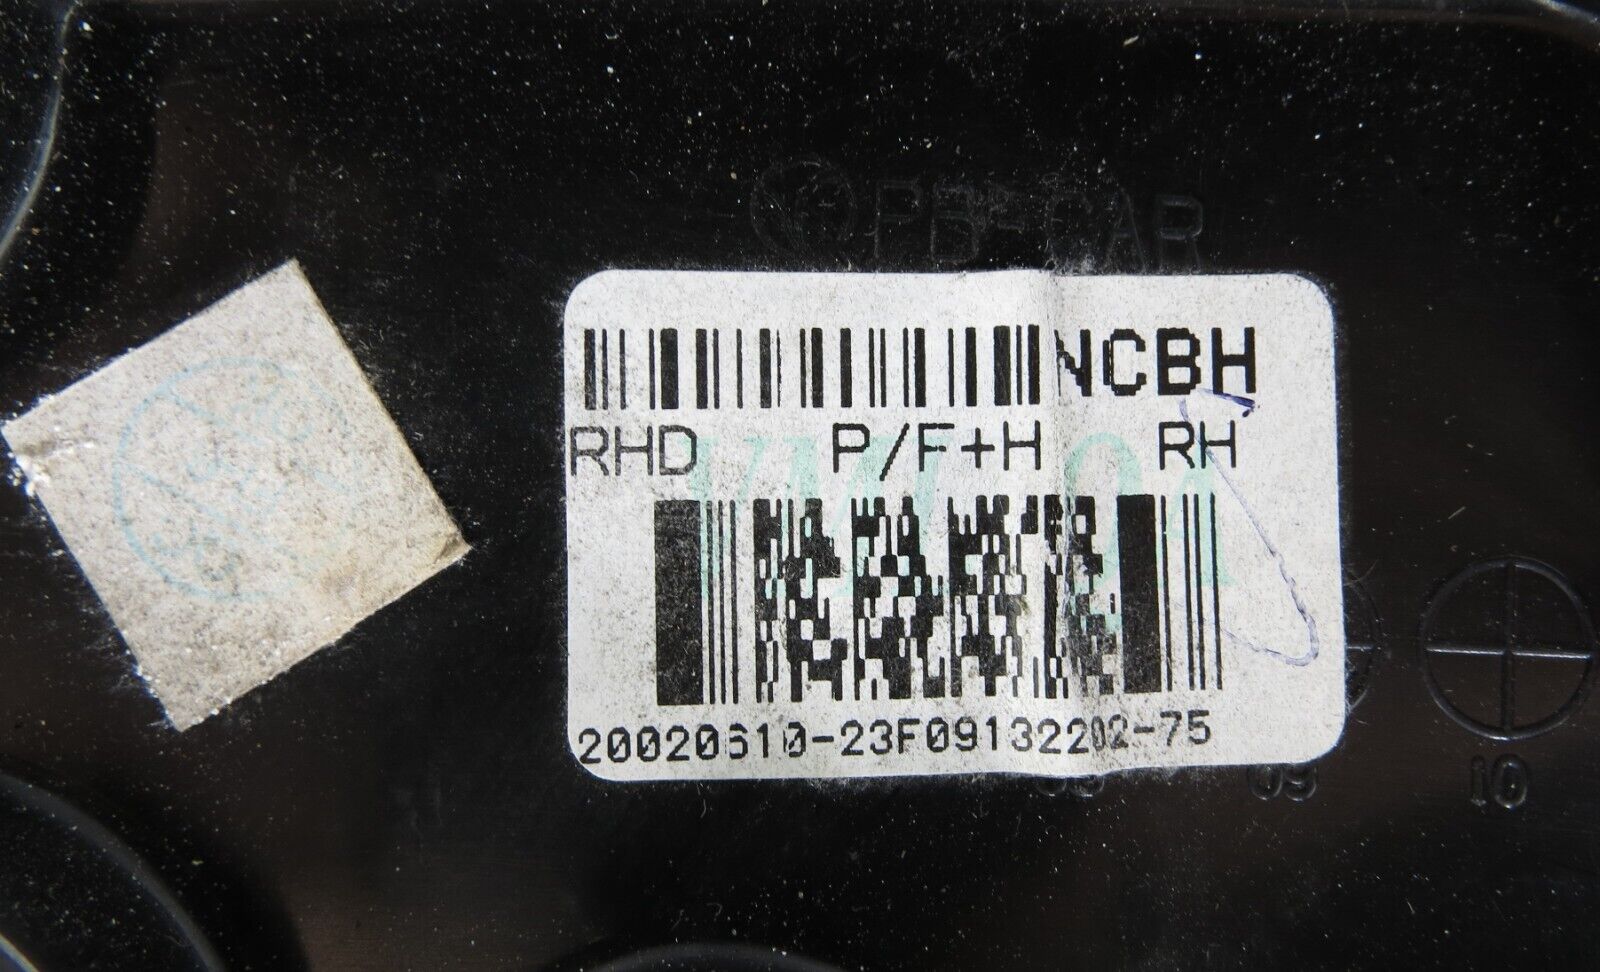 PB-CAR
NCBH
RHD P/F+H RH
20020610-23F09132202-75
09 10